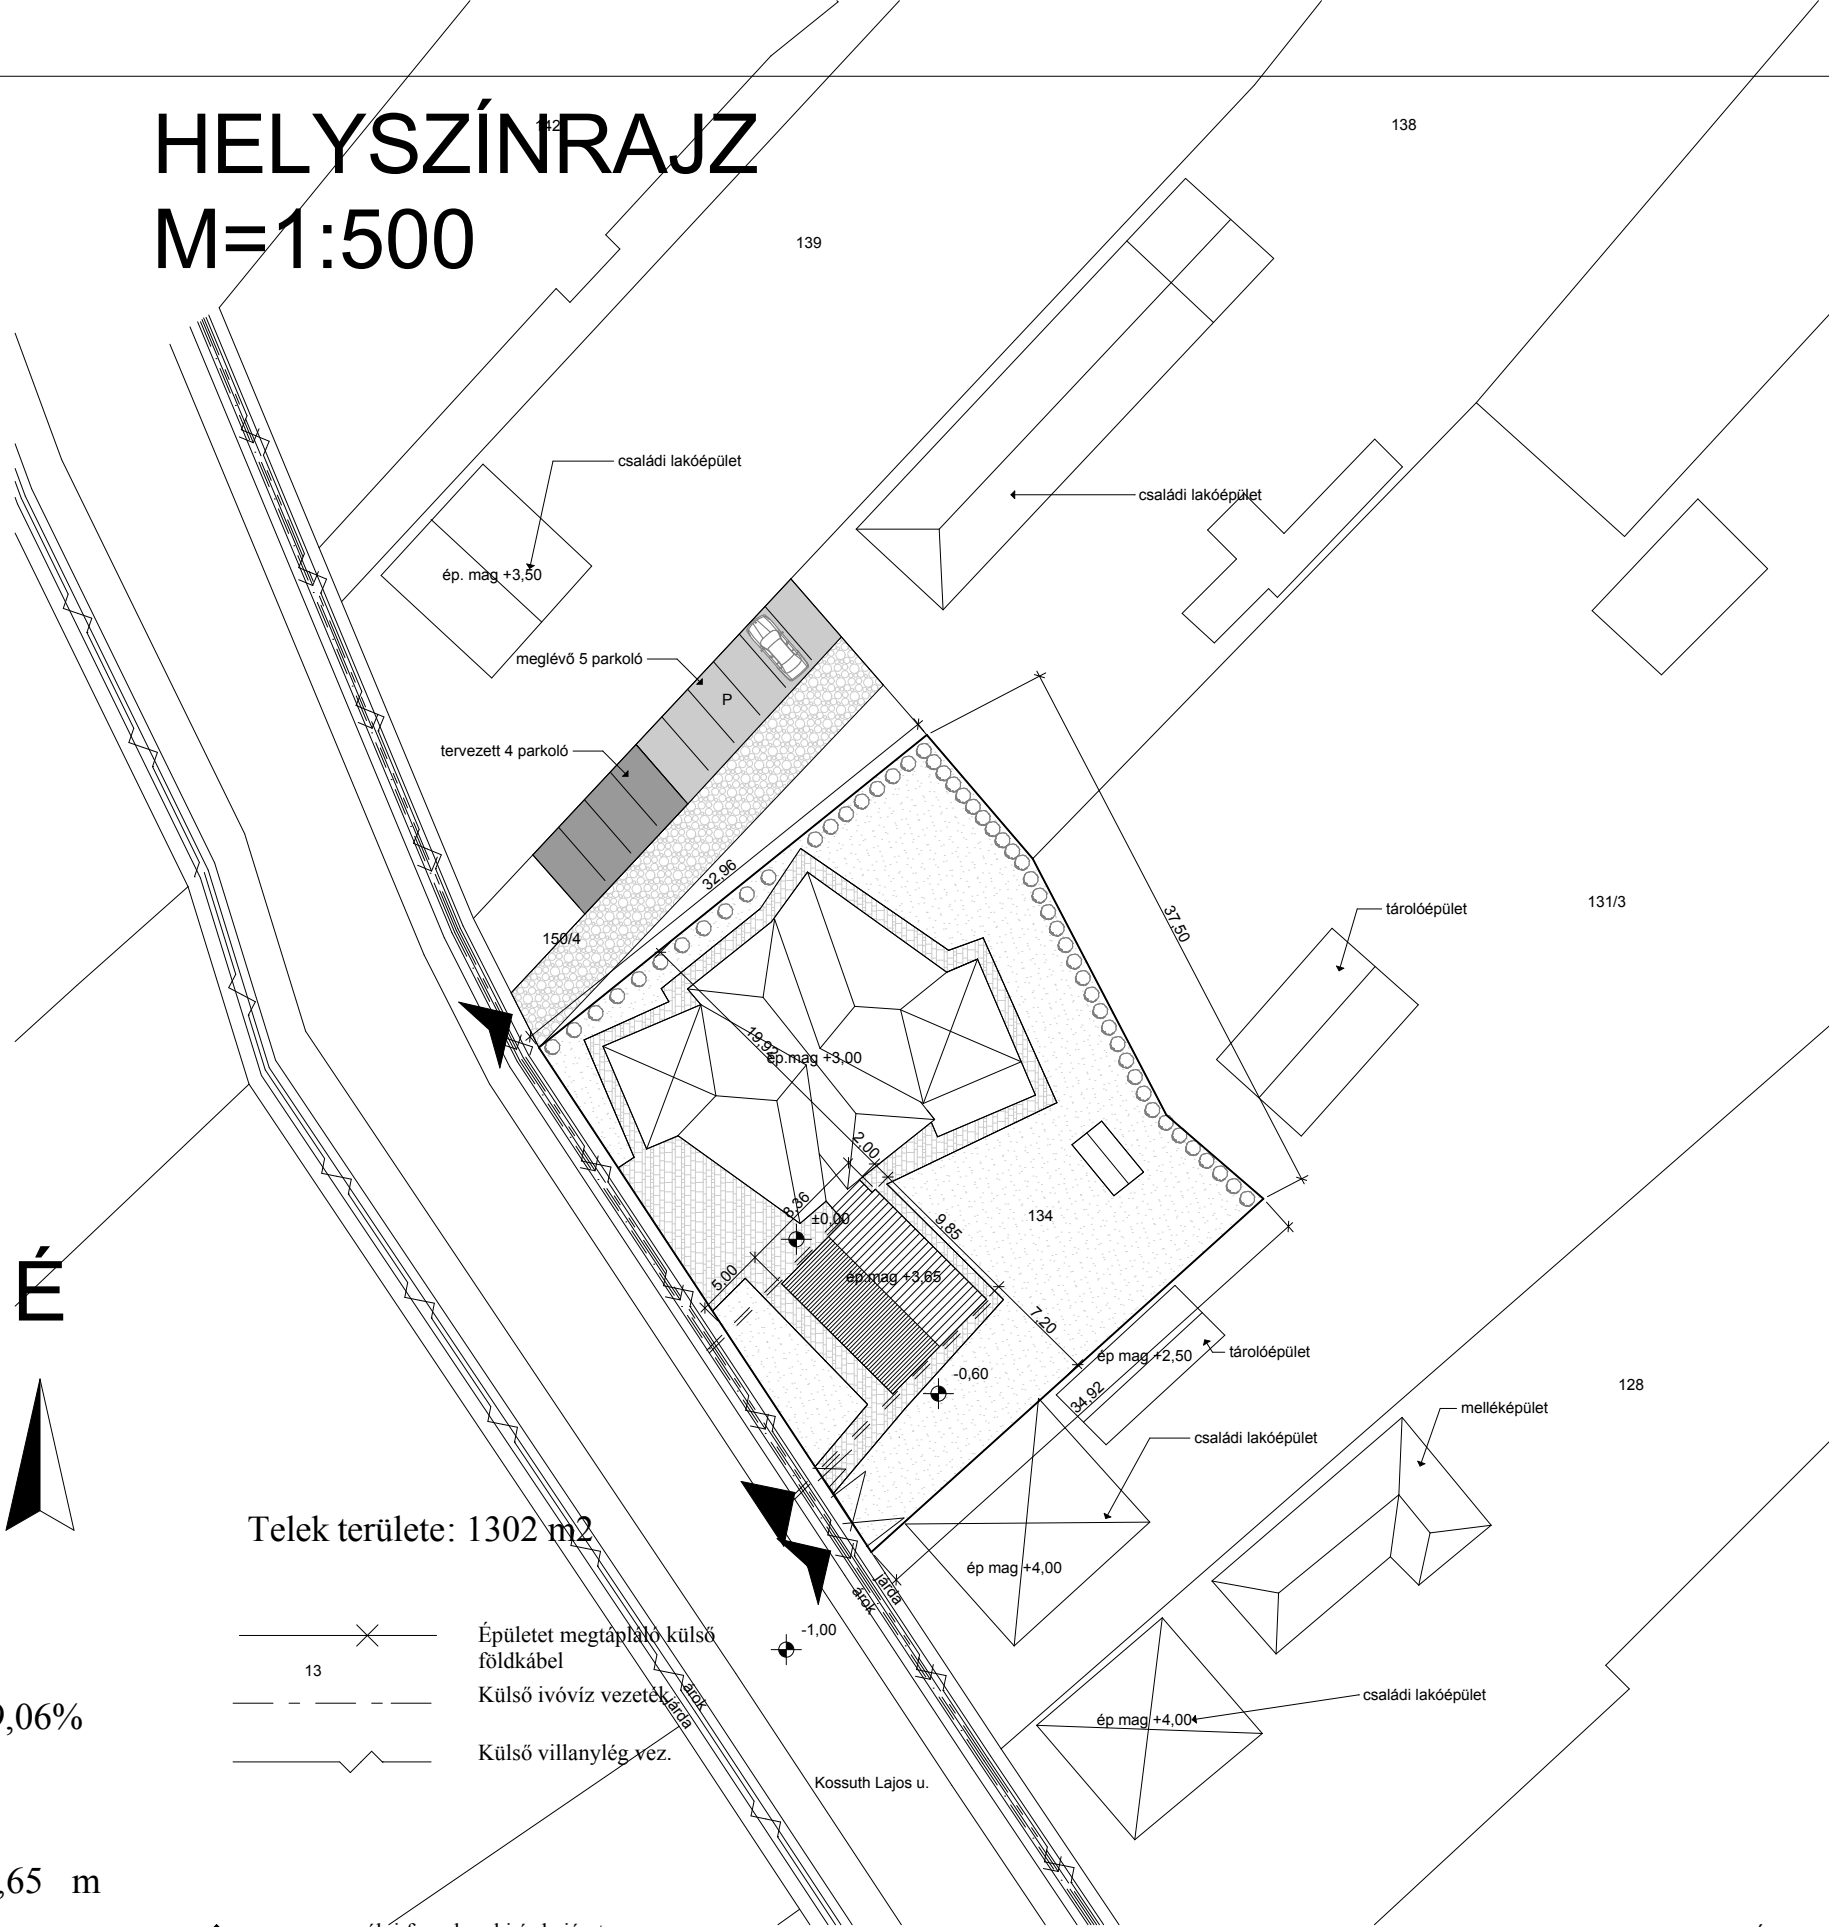 HELYSZÍNRAJZ
M=1:500
142
138
139
családi lakóépület
családi lakóépület
ép. mag +3,50
meglévő 5 parkoló
P
tervezett 4 parkoló
32,96
37,50
131/3
tárolóépület
150/4
19,92
ép.mag +3,00
2,00
8,36
±0,00
9,85
134
5,00
ép.mag +3,65
7,20
É
ép mag +2,50
tárolóépület
-0,60
34,92
128
melléképület
családi lakóépület
Telek területe: 1302 m2
ép mag +4,00
járda
árok
-1,00
Épületet megtápláló külső
földkábel
13
Külső ivóvíz vezeték
árok
járda
családi lakóépület
ép mag +4,00
9,06%
Külső villanylég vez.
Kossuth Lajos u.
,65 m